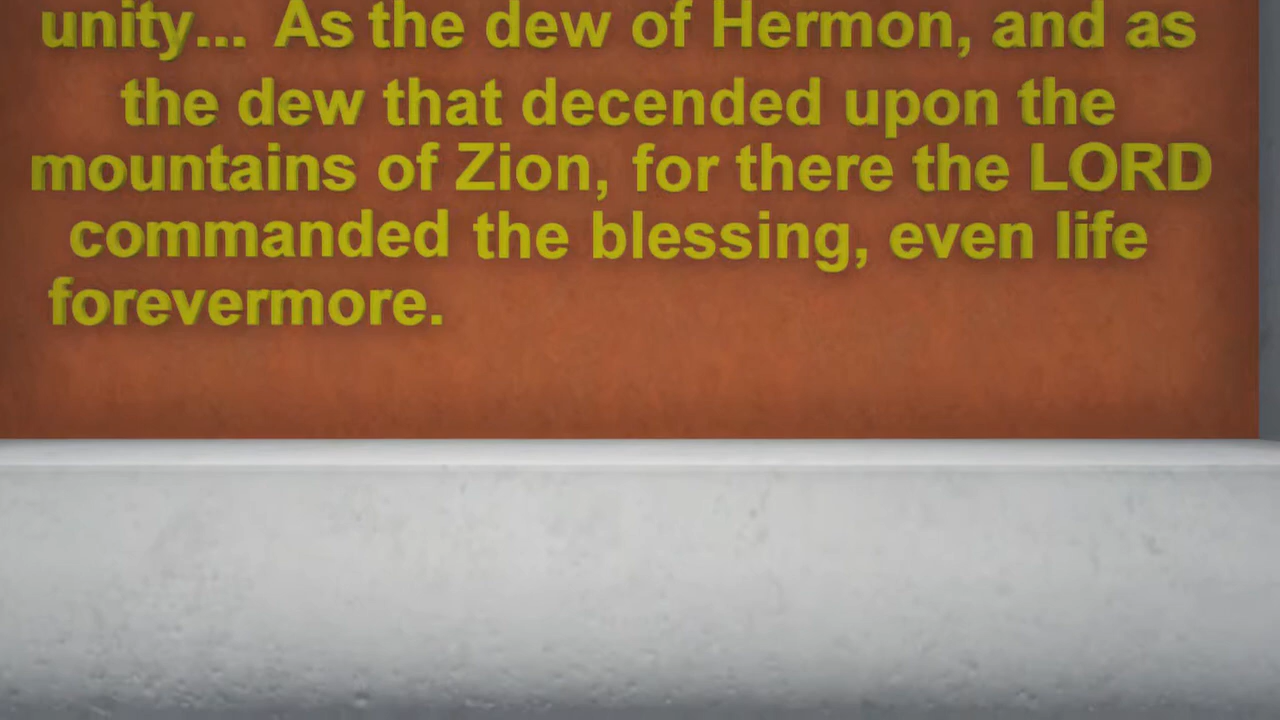 unity... As the dew of Hermon, and as
the dew that decended upon the
mountains of Zion, for there the LORD
commanded the blessing, even life
forevermore.